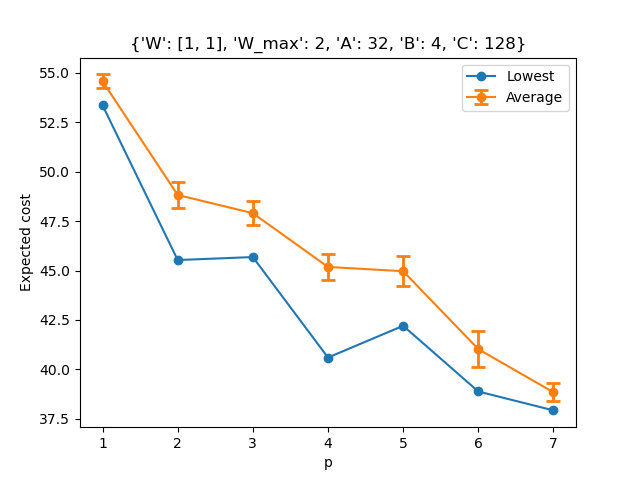 {'W': [1, 1], 'W_max': 2, 'A': 32, 'B': 4, 'C': 128}
Lowest
Average
Expected cost
55.0
52.5
50.0
47.5
45.0
42.5
40.0
37.5
1 2 3 4 5 6 7
p